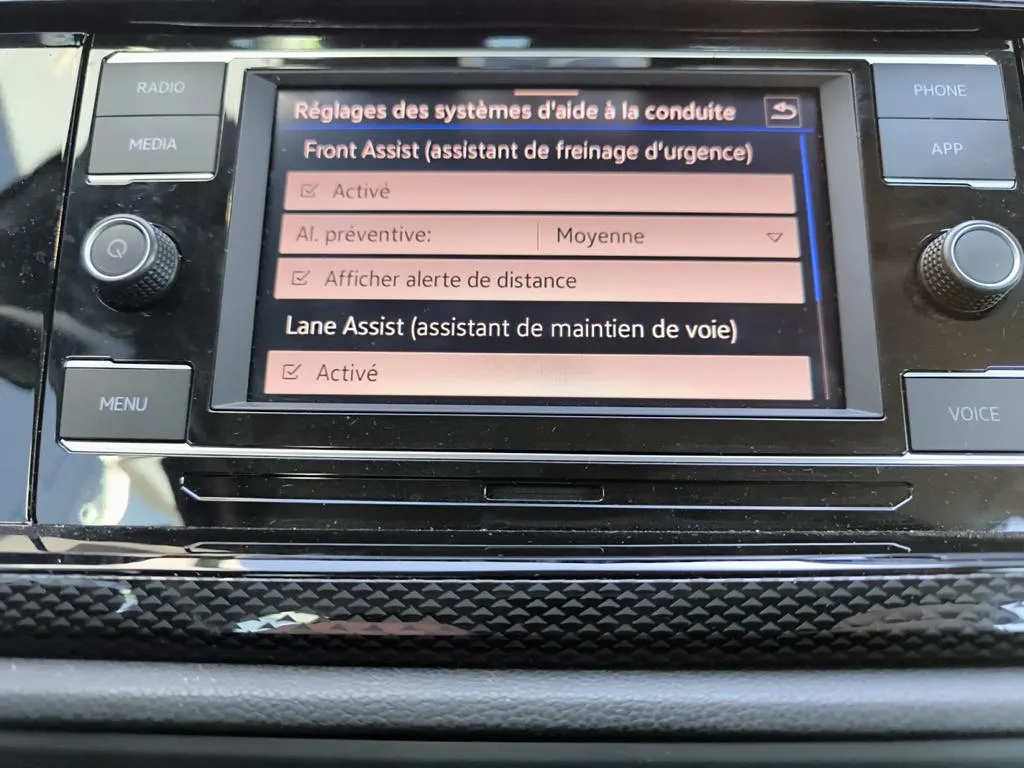 RADIO
MEDIA
MENU
Réglages des systèmes d'aide à la conduite
Front Assist (assistant de freinage d'urgence)
Activé
Al. préventive: Moyenne
Afficher alerte de distance
Lane Assist (assistant de maintien de voie)
Activé
PHONE
APP
VOICE